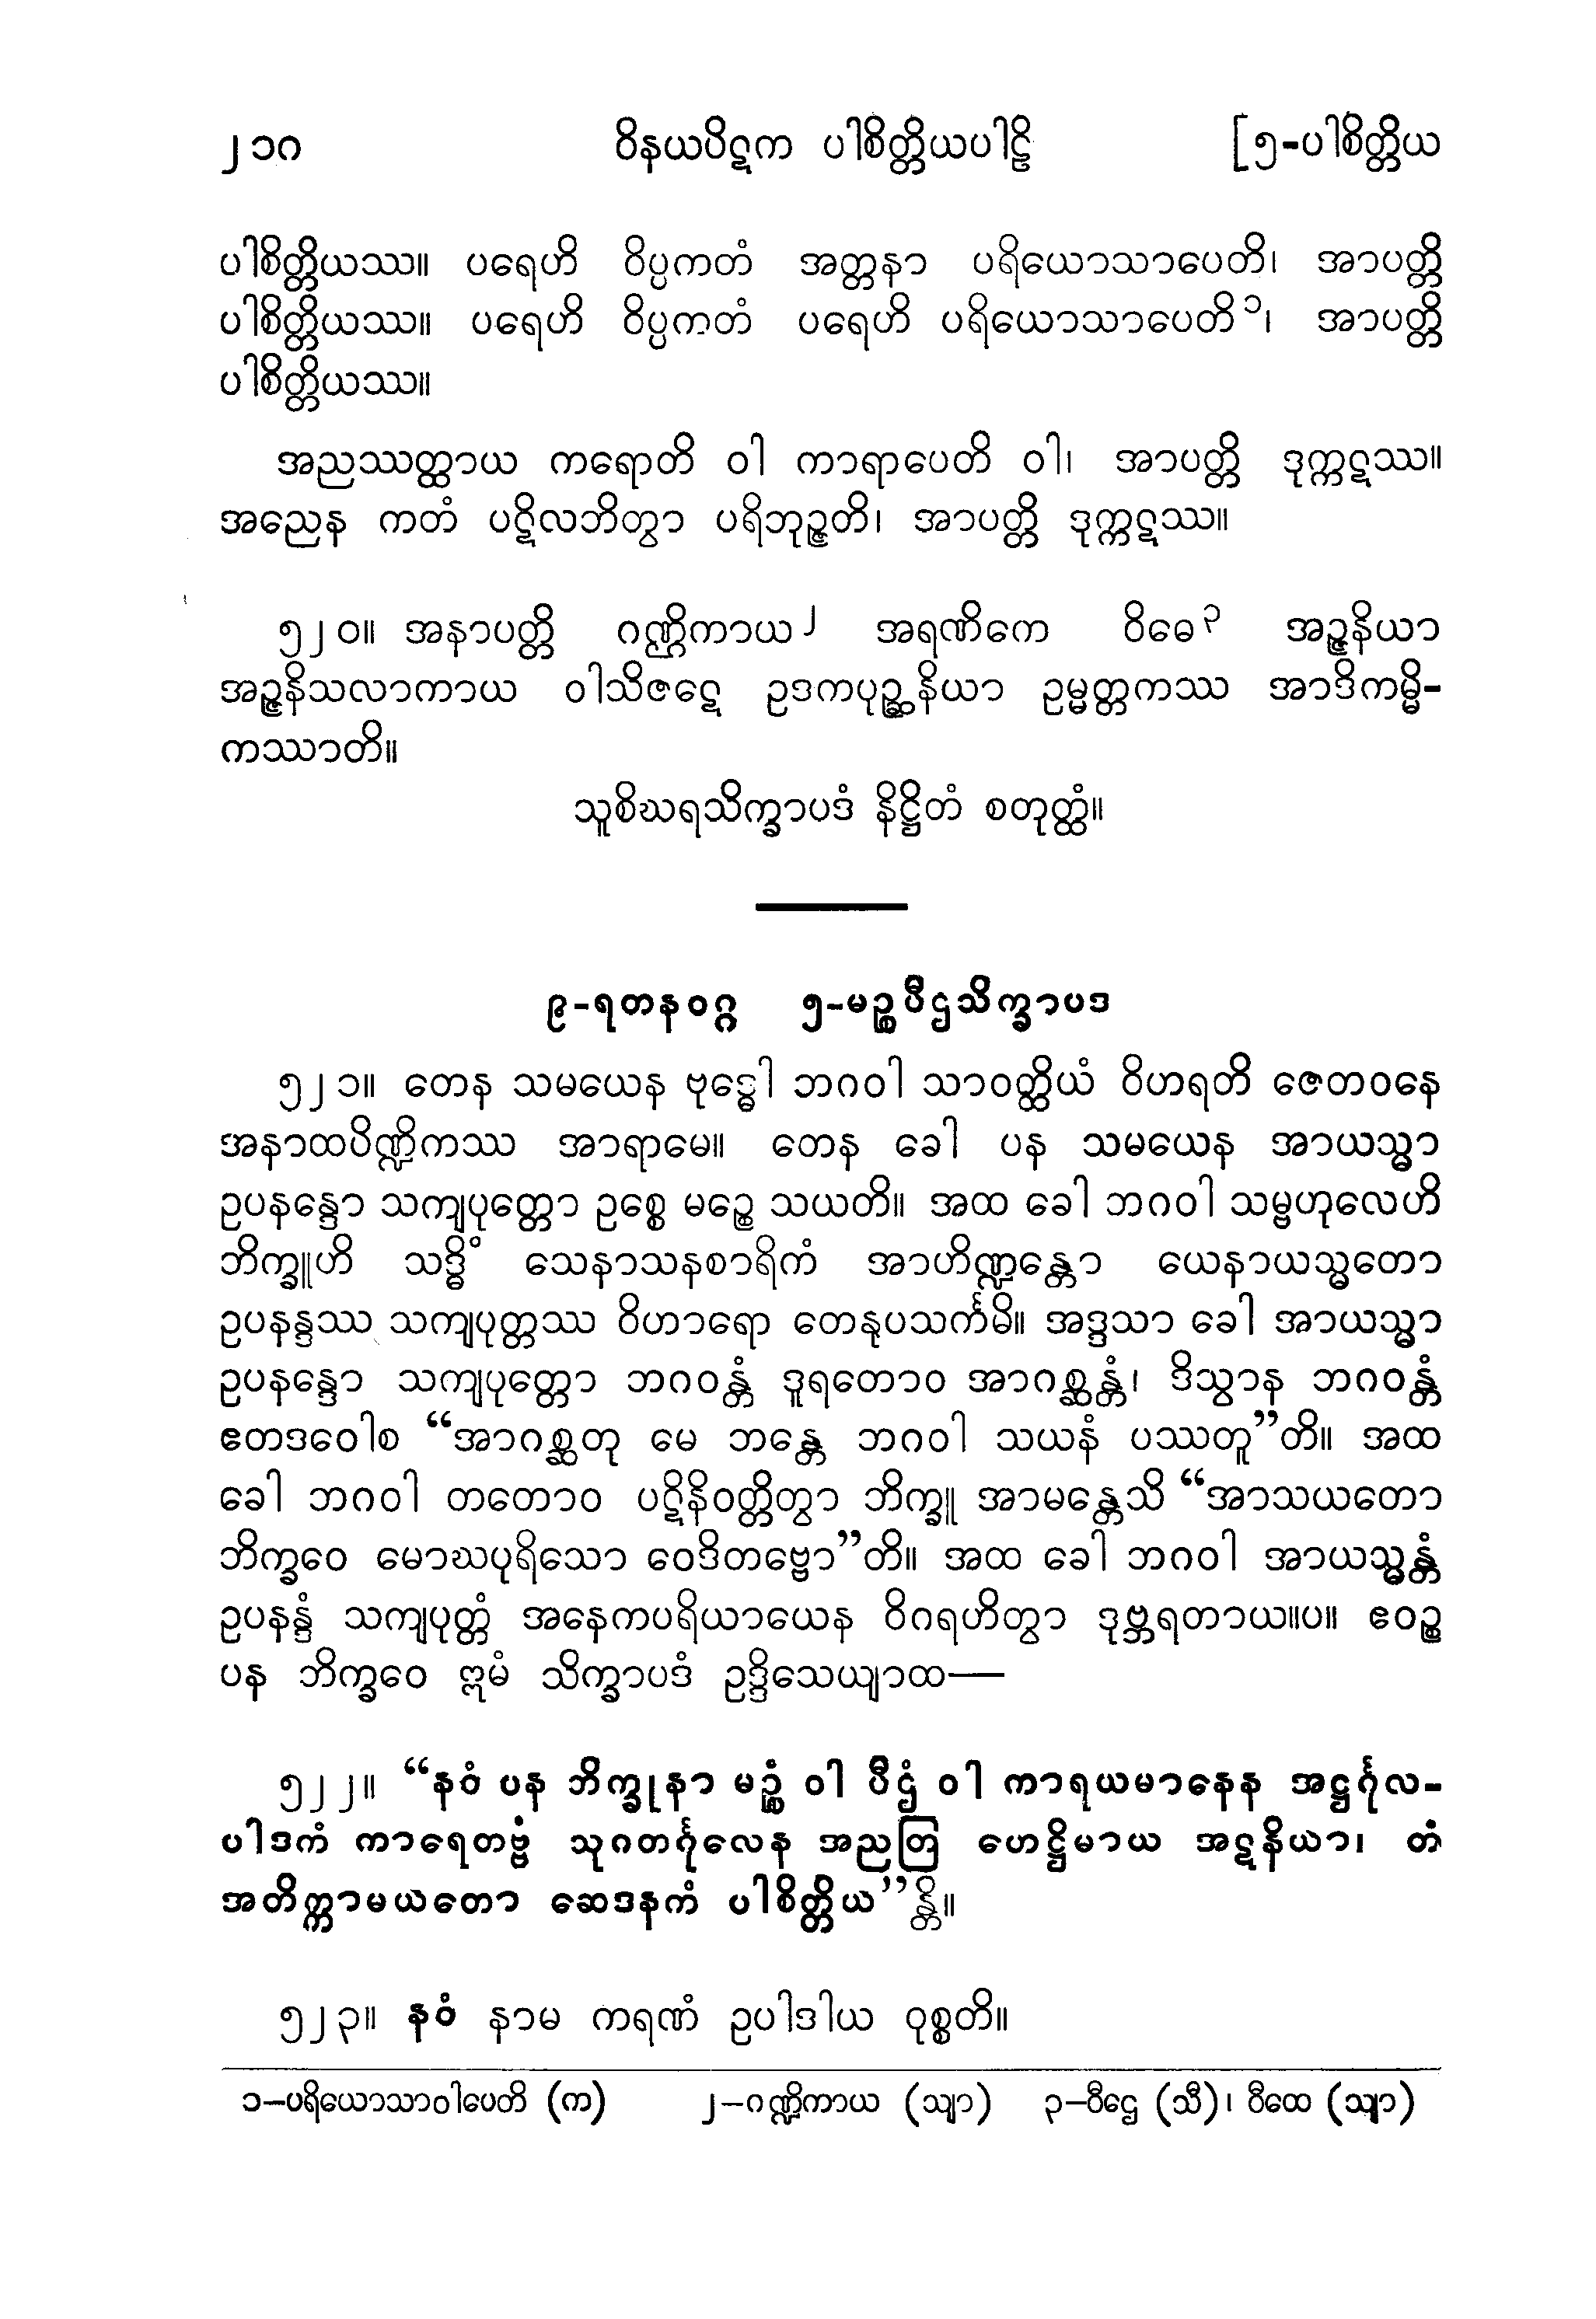 ၂၁၈ ဝိနယပိဋက ပါစိတ္တိယပါဠိ [၅-ပါစိတ္တိယ
ပါစိတ္တိယဿ။ ပရေဟိ ဝိပ္ပကတံ အတ္တနာ ပရိယောသာပေတိ၊ အာပတ္တိ
ပါစိတ္တိယဿ။ ပရေဟိ ဝိပ္ပကတံ ပရေဟိ ပရိယောသာပေတိ၁၊ အာပတ္တိ
ပါစိတ္တိယဿ။
အညဿတ္ထာယ ကရောတိ ဝါ ကာရာပေတိ ဝါ၊ အာပတ္တိ ဒုက္ကဋဿ။
အညေန ကတံ ပဋိလဘိတွာ ပရိဘုဉ္ဇတိ၊ အာပတ္တိ ဒုက္ကဋဿ။
၅၂၀။ အနာပတ္တိ ဂဏ္ဌိကာယ၂ အရဏိကေ ဝိဓေ၃ အဉ္ဇနိယာ
အဉ္ဇနိသလာကာယ ဝါသိဇဋေ ဥဒကပုဉ္ဆနိယာ ဥမ္မတ္တကဿ အာဒိကမ္မိ-
ကဿာတိ။
သူစိဃရသိက္ခာပဒံ နိဋ္ဌိတံ စတုတ္ထံ။
၉-ရတနဝဂ္ဂ ၅-မဉ္စပီဌသိက္ခာပဒ
၅၂၁။ တေန သမယေန ဗုဒ္ဓေါ ဘဂဝါ သာဝတ္ထိယံ ဝိဟရတိ ဇေတဝနေ
အနာထပိဏ္ဍိကဿ အာရာမေ။ တေန ခေါ ပန သမယေန အာယသ္မာ
ဥပနန္ဒော သကျပုတ္တော ဥစ္စေ မဉ္စေ သယတိ။ အထ ခေါ ဘဂဝါ သမ္ဗဟုလေဟိ
ဘိက္ခူဟိ သဒ္ဓိံ သေနာသနစာရိကံ အာဟိဏ္ဍန္တော ယေနာယသ္မတော
ဥပနန္ဒဿ သကျပုတ္တဿ ဝိဟာရော တေနုပသင်္ကမိ။ အဒ္ဒသာ ခေါ အာယသ္မာ
ဥပနန္ဒော သကျပုတ္တော ဘဂဝန္တံ ဒူရတောဝ အာဂစ္ဆန္တံ၊ ဒိသွာန ဘဂဝန္တံ
ဧတဒဝေါစ “အာဂစ္ဆတု မေ ဘန္တေ ဘဂဝါ သယနံ ပဿတူ”တိ။ အထ
ခေါ ဘဂဝါ တတောဝ ပဋိနိဝတ္တိတွာ ဘိက္ခူ အာမန္တေသိ “အာသယတော
ဘိက္ခဝေ မောဃပုရိသော ဝေဒိတဗ္ဗော”တိ။ အထ ခေါ ဘဂဝါ အာယသ္မန္တံ
ဥပနန္ဒံ သကျပုတ္တံ အနေကပရိယာယေန ဝိဂရဟိတွာ ဒုဗ္ဘရတာယ။ပ။ ဧဝဉ္စ
ပန ဘိက္ခဝေ ဣမံ သိက္ခာပဒံ ဥဒ္ဒိသေယျာထ—
၅၂၂။ “နဝံ ပန ဘိက္ခုနာ မဉ္စံ ဝါ ပီဌံ ဝါ ကာရယမာနေန အဋ္ဌင်္ဂုလ-
ပါဒကံ ကာရေတဗ္ဗံ သုဂတင်္ဂုလေန အညတြ ဟေဋ္ဌိမာယ အဋနိယာ၊ တံ
အတိက္ကာမယတော ဆေဒနကံ ပါစိတ္တိယ”န္တိ။
၅၂၃။ နဝံ နာမ ကရဏံ ဥပါဒါယ ဝုစ္စတိ။
၁–ပရိယောသာဝါပေတိ (က) ၂–ဂဏ္ဍိကာယ (သျာ) ၃–ဝီဌေ (သီ)၊ ဝီထေ (သျာ)